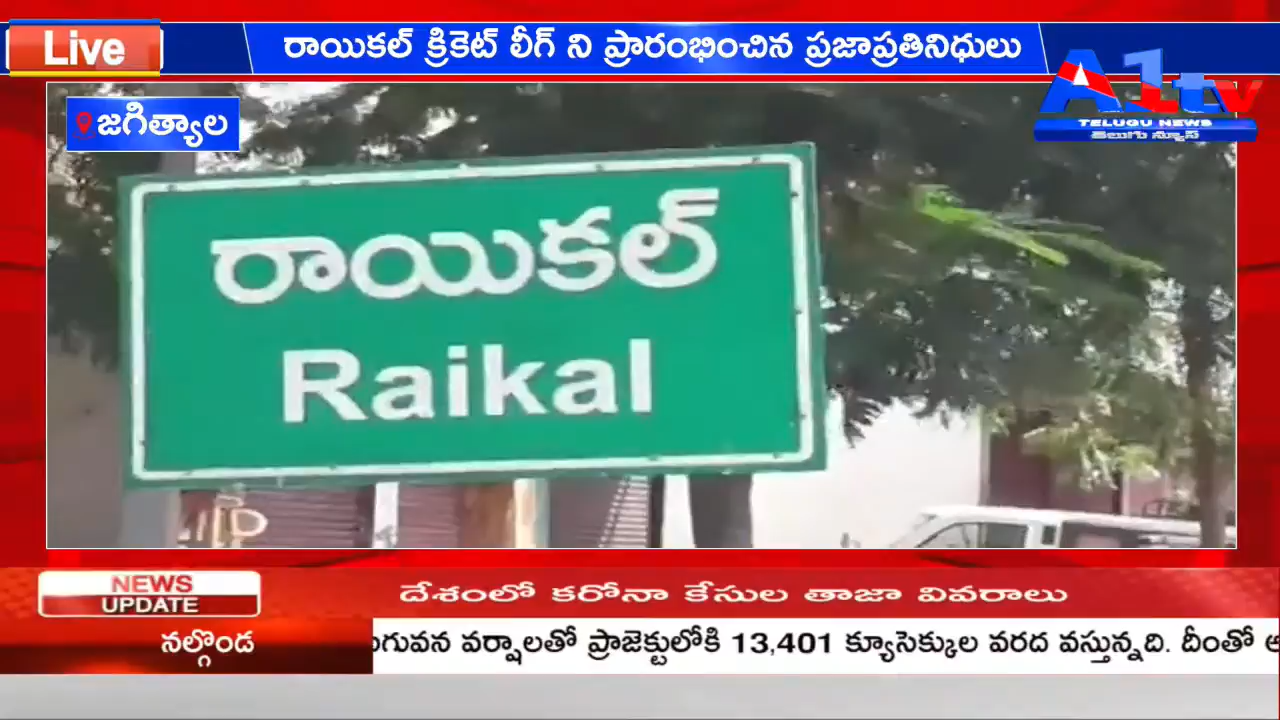 Live
రాయికల్ క్రికెట్ లీగ్ ని ప్రారంభించిన ప్రజాప్రతినిధులు
A1tv
TELUGU NEWS
తెలుగు న్యూస్
జగిత్యాల
రాయికల్
Raikal
NEWS
UPDATE
దేశంలో కరోనా కేసుల తాజా వివరాలు
నల్గొండ
వర్షాలతో ప్రాజెక్టులోకి 13,401 క్యూసెక్కుల వరద వస్తున్నది. దీంతో